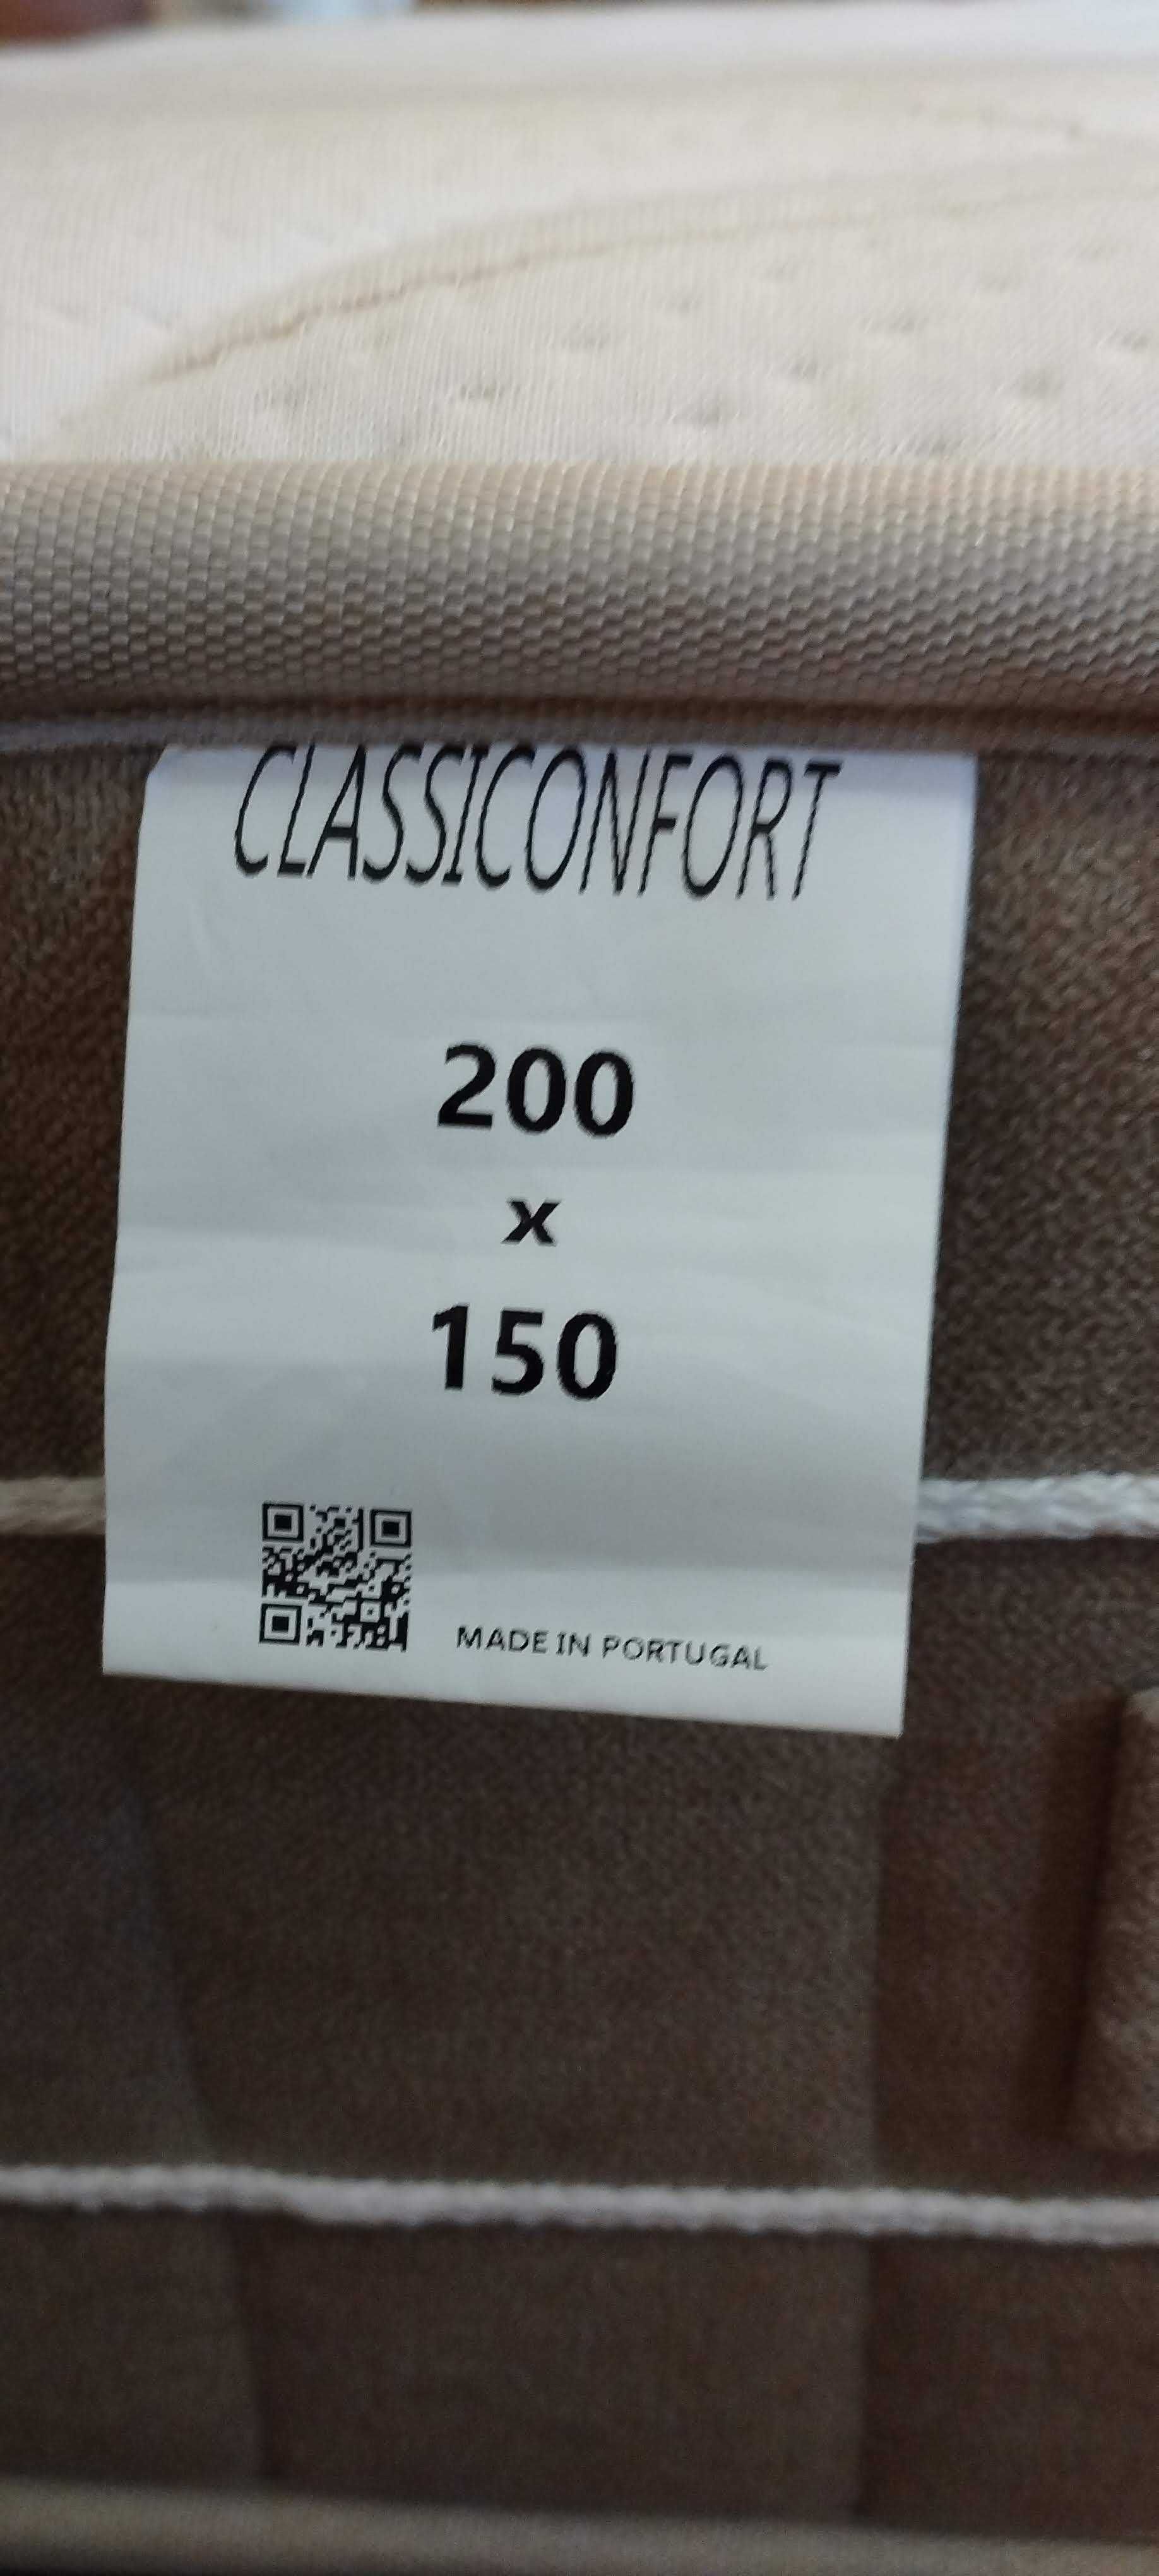 CLASSICONFORT
200
x
150
MADE IN PORTUGAL